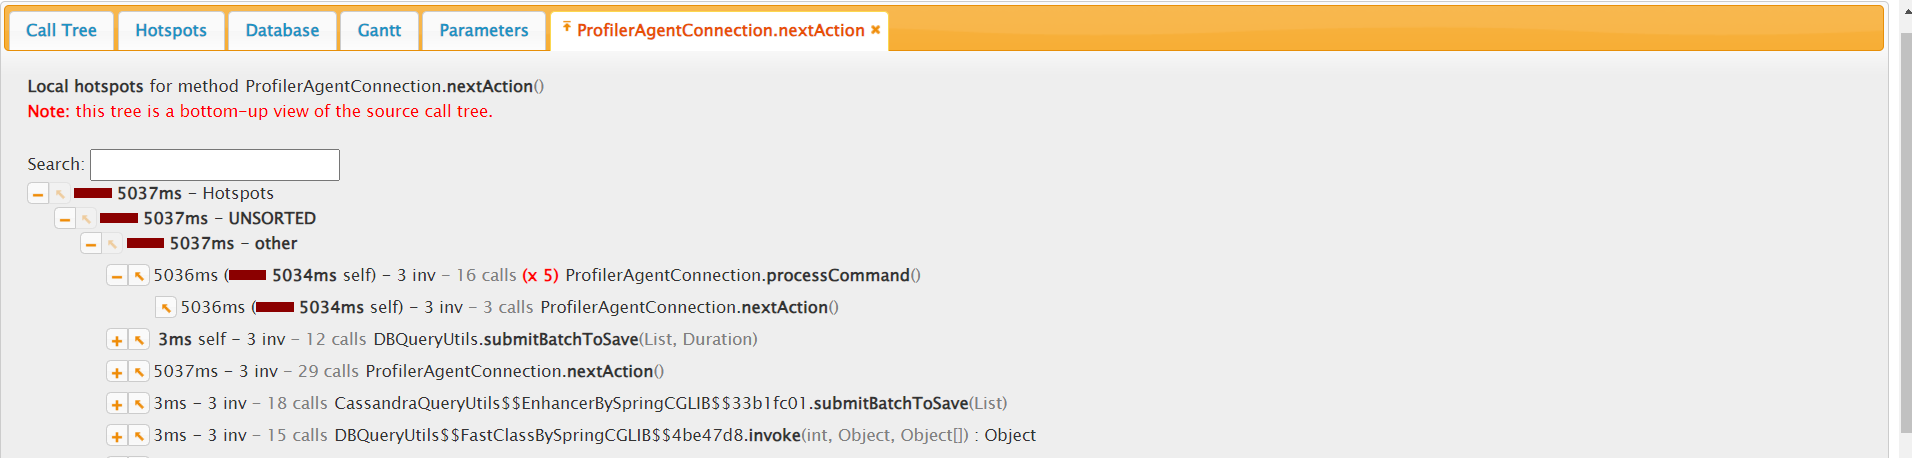 Call Tree Hotspots Database Gantt Parameters ProfilerAgentConnection.nextAction
Local hotspots for method ProfilerAgentConnection.nextAction()
Note: this tree is a bottom-up view of the source call tree.
Search:
5037ms - Hotspots
5037ms - UNSORTED
5037ms - other
5036ms (5034ms self) - 3 inv - 16 calls (x 5) ProfilerAgentConnection.processCommand()
5036ms (5034ms self) - 3 inv - 3 calls ProfilerAgentConnection.nextAction()
3ms self - 3 inv - 12 calls DBQueryUtils.submitBatchToSave(List, Duration)
5037ms - 3 inv - 29 calls ProfilerAgentConnection.nextAction()
3ms - 3 inv - 18 calls CassandraQueryUtils$$EnhancerBySpringCGLIB$$33b1fc01.submitBatchToSave(List)
3ms - 3 inv - 15 calls DBQueryUtils$$FastClassBySpringCGLIB$$4be47d8.invoke(int, Object, Object[]) : Object